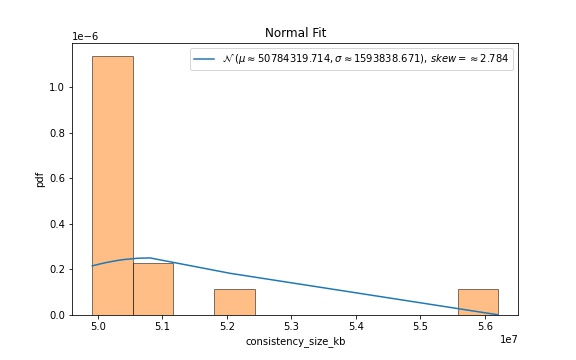 Normal Fit
1e−6
𝒩(μ ≈ 50784319.714, σ ≈ 1593838.671), skew = ≈ 2.784
pdf
1.0
0.8
0.6
0.4
0.2
0.0
5.0 5.1 5.2 5.3 5.4 5.5 5.6
1e7
consistency_size_kb